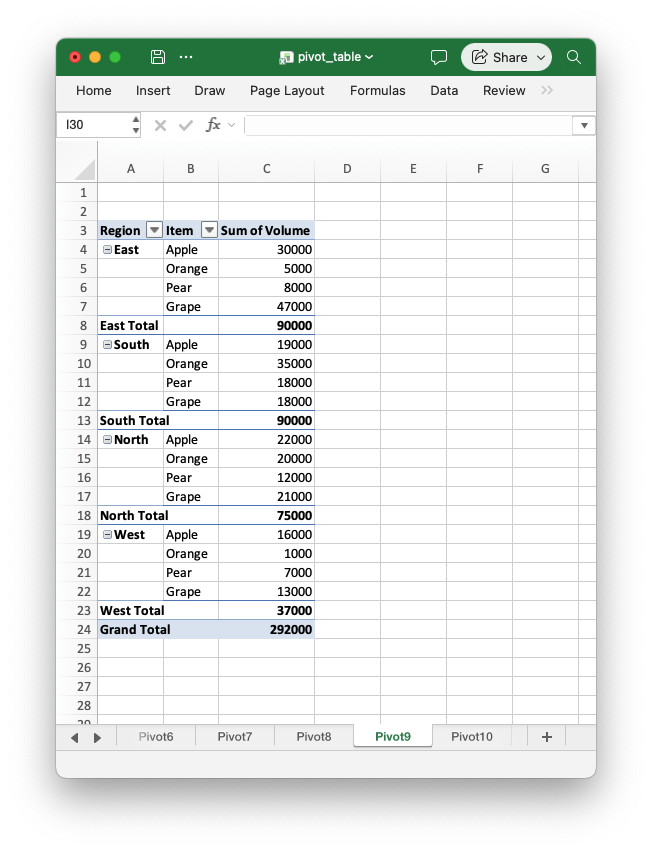 pivot_table
Share
Home Insert Draw Page Layout Formulas Data Review
I30 fx
A B C D E F G
1
2
3 Region Item Sum of Volume
4 East Apple 30000
5 Orange 5000
6 Pear 8000
7 Grape 47000
8 East Total 90000
9 South Apple 19000
10 Orange 35000
11 Pear 18000
12 Grape 18000
13 South Total 90000
14 North Apple 22000
15 Orange 20000
16 Pear 12000
17 Grape 21000
18 North Total 75000
19 West Apple 16000
20 Orange 1000
21 Pear 7000
22 Grape 13000
23 West Total 37000
24 Grand Total 292000
25
26
27
28
29
Pivot6 Pivot7 Pivot8 Pivot9 Pivot10